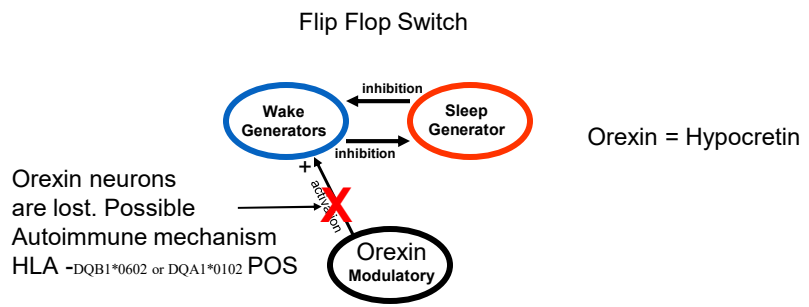 Flip Flop Switch
inhibition
Wake
Generators
Sleep
Generator
inhibition
Orexin = Hypocretin
+
activation
X
Orexin neurons
are lost. Possible
Autoimmune mechanism
HLA -DQB1*0602 or DQA1*0102 POS
Orexin
Modulatory